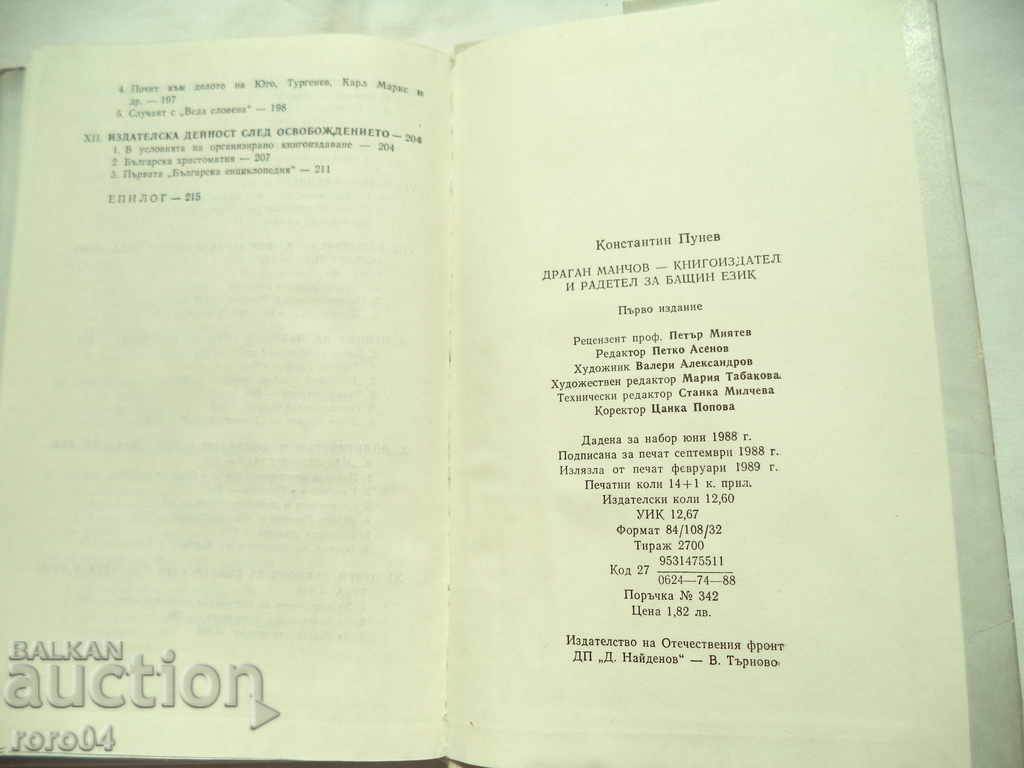 4. Почит към делото на Юго, Тургенев, Карл Маркс и
др. — 197
5. Случаят с „Веда словена“ — 198
XII. ИЗДАТЕЛСКА ДЕЙНОСТ СЛЕД ОСВОБОЖДЕНИЕТО — 204
1. В условията на организирано книгоиздаване — 204
2. Българска христоматия — 207
3. Първата „Българска енциклопедия“ — 211
ЕПИЛОГ — 215
Константин Пунев
ДРАГАН МАНЧОВ — КНИГОИЗДАТЕЛ
И РАДЕТЕЛ ЗА БАЩИН ЕЗИК
Първо издание
Рецензент проф. Петър Миятев
Редактор Петко Асенов
Художник Валери Александров
Художествен редактор Мария Табакова
Технически редактор Станка Милчева
Коректор Цанка Попова
Дадена за набор юни 1988 г.
Подписана за печат септември 1988 г.
Излязла от печат февруари 1989 г.
Печатни коли 14+1 к. прил.
Издателски коли 12,60
УИК 12,67
Формат 84/108/32
Тираж 2700
Код 27 9531475511
0624—74—88
Поръчка № 342
Цена 1,82 лв.
Издателство на Отечествения фронт
ДП „Д. Найденов“ — В. Търново
BALKAN
auction
roro04